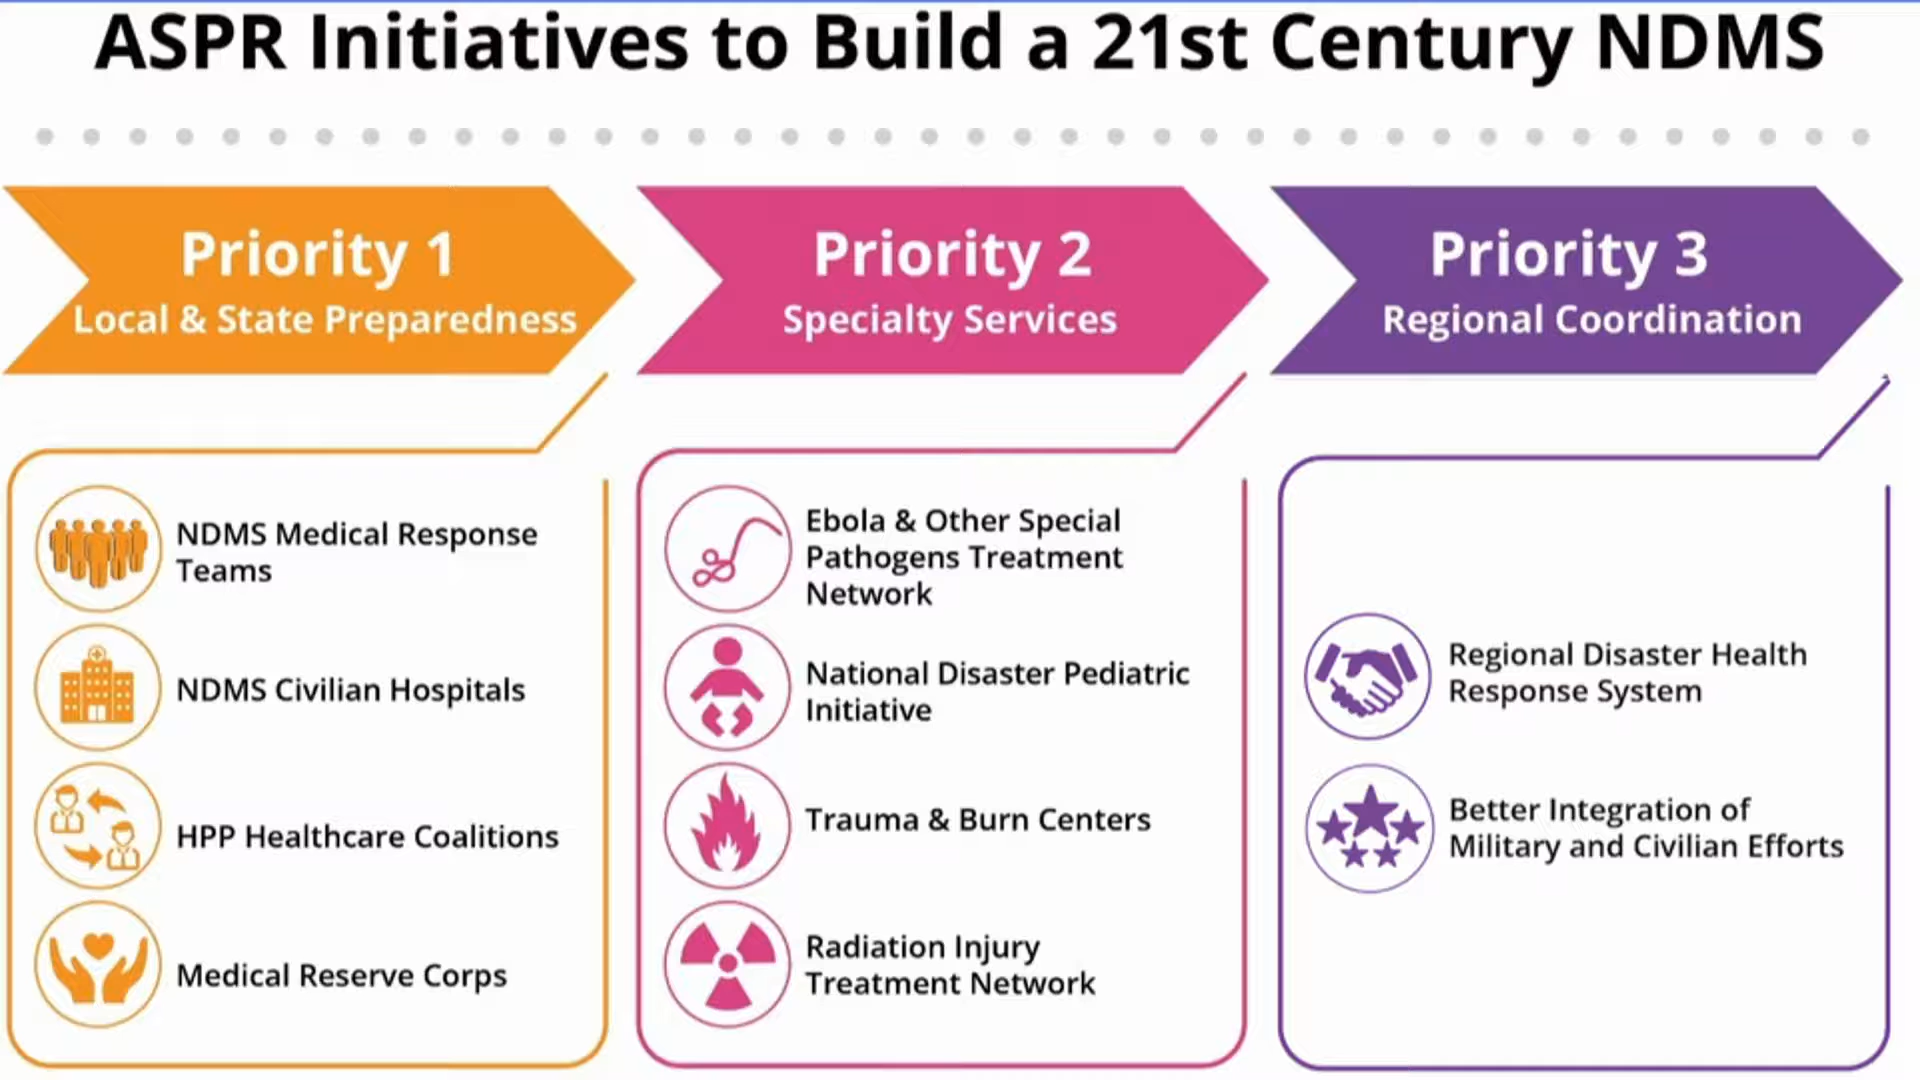 ASPR Initiatives to Build a 21st Century NDMS
Priority 1
Local & State Preparedness
NDMS Medical Response
Teams
NDMS Civilian Hospitals
HPP Healthcare Coalitions
Medical Reserve Corps
Priority 2
Specialty Services
Ebola & Other Special
Pathogens Treatment
Network
National Disaster Pediatric
Initiative
Trauma & Burn Centers
Radiation Injury
Treatment Network
Priority 3
Regional Coordination
Regional Disaster Health
Response System
Better Integration of
Military and Civilian Efforts